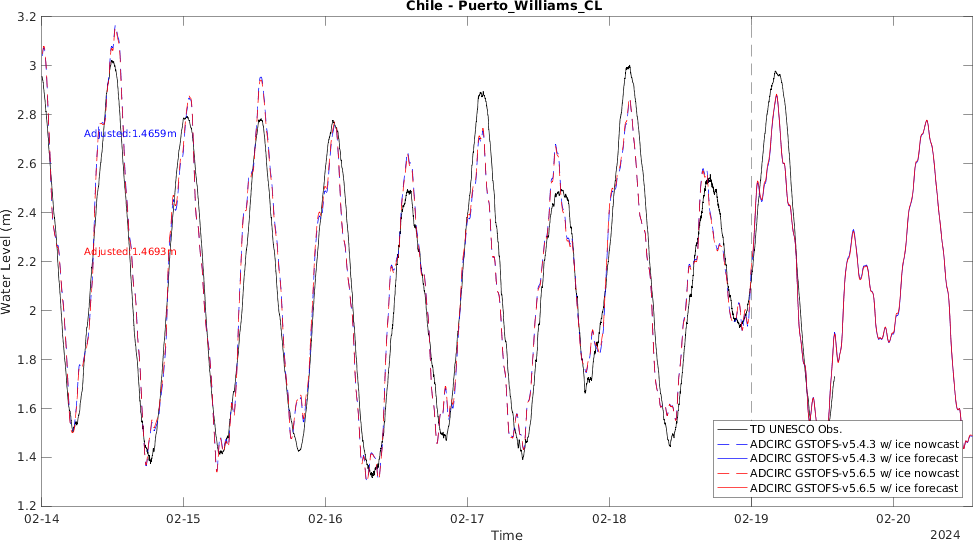 Chile - Puerto_Williams_CL
3.2
3
2.8
2.6
2.4
2.2
2
1.8
1.6
1.4
1.2
Water Level (m)
Adjusted:1.4659m
Adjusted:1.4693m
TD UNESCO Obs.
ADCIRC GSTOFS-v5.4.3 w/ ice nowcast
ADCIRC GSTOFS-v5.4.3 w/ ice forecast
ADCIRC GSTOFS-v5.6.5 w/ ice nowcast
ADCIRC GSTOFS-v5.6.5 w/ ice forecast
02-14 02-15 02-16 02-17 02-18 02-19 02-20
Time
2024